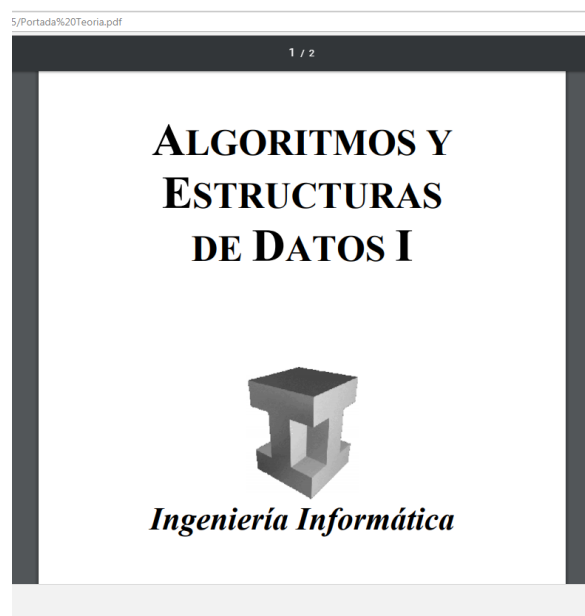 5/Portada%20Teoria.pdf
1 / 2
ALGORITMOS Y
ESTRUCTURAS
DE DATOS I
Ingeniería Informática